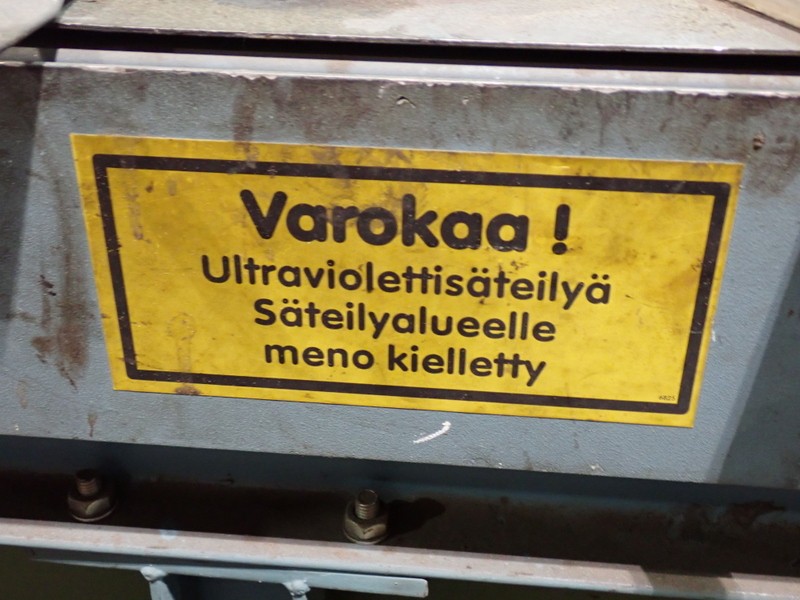 Varokaa !
Ultraviolettisäteilyä
Säteilyalueelle
meno kielletty